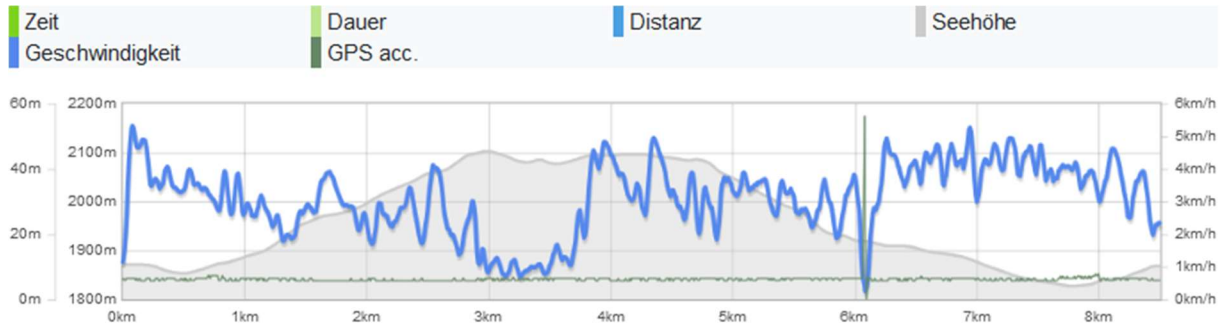 Zeit Dauer Distanz Seehöhe
Geschwindigkeit GPS acc.
60m 2200m 6km/h
5km/h
2100m
40m 4km/h
2000m 3km/h
20m 2km/h
1900m
1km/h
0m 1800m 0km/h
0km 1km 2km 3km 4km 5km 6km 7km 8km